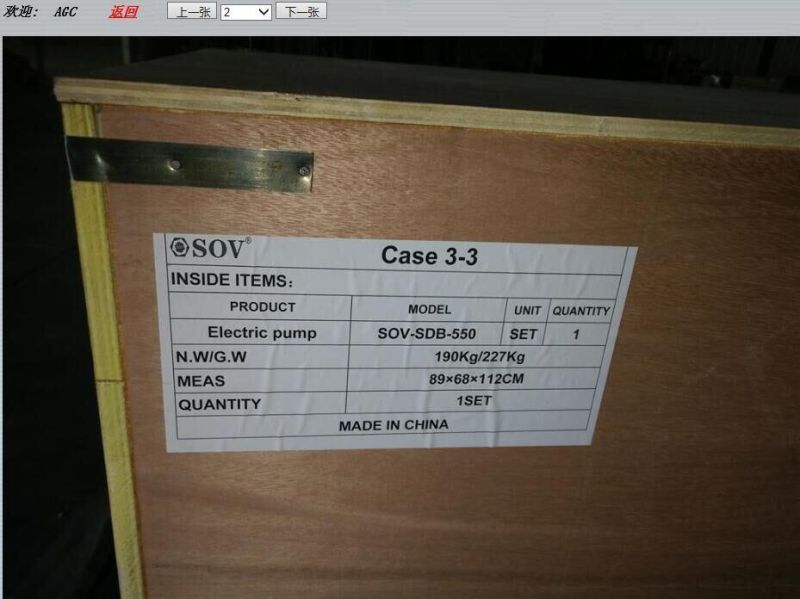 欢迎: AGC 返回 上一张 2 下一张
SOV® Case 3-3
INSIDE ITEMS:
PRODUCT MODEL UNIT QUANTITY
Electric pump SOV-SDB-550 SET 1
N.W/G.W 190Kg/227Kg
MEAS 89×68×112CM
QUANTITY 1SET
MADE IN CHINA